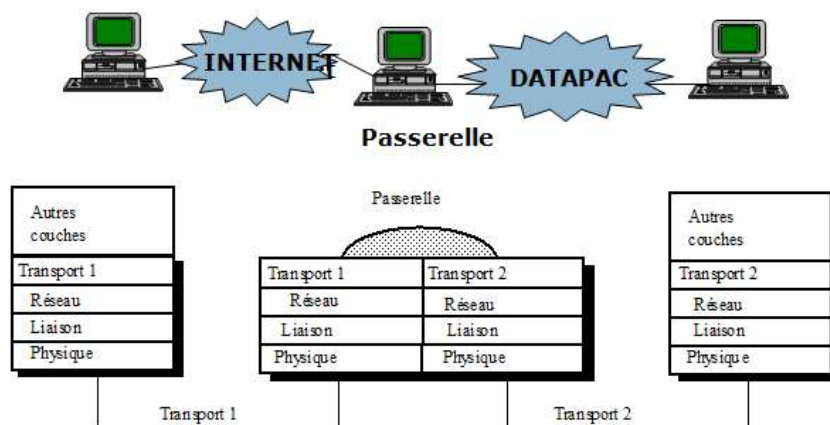 INTERNET
DATAPAC
Passerelle
Passerelle
Autres
couches
Transport 1
Réseau
Liaison
Physique
Transport 1
Transport 2
Réseau
Réseau
Liaison
Liaison
Physique
Physique
Autres
couches
Transport 2
Réseau
Liaison
Physique
Transport 1
Transport 2